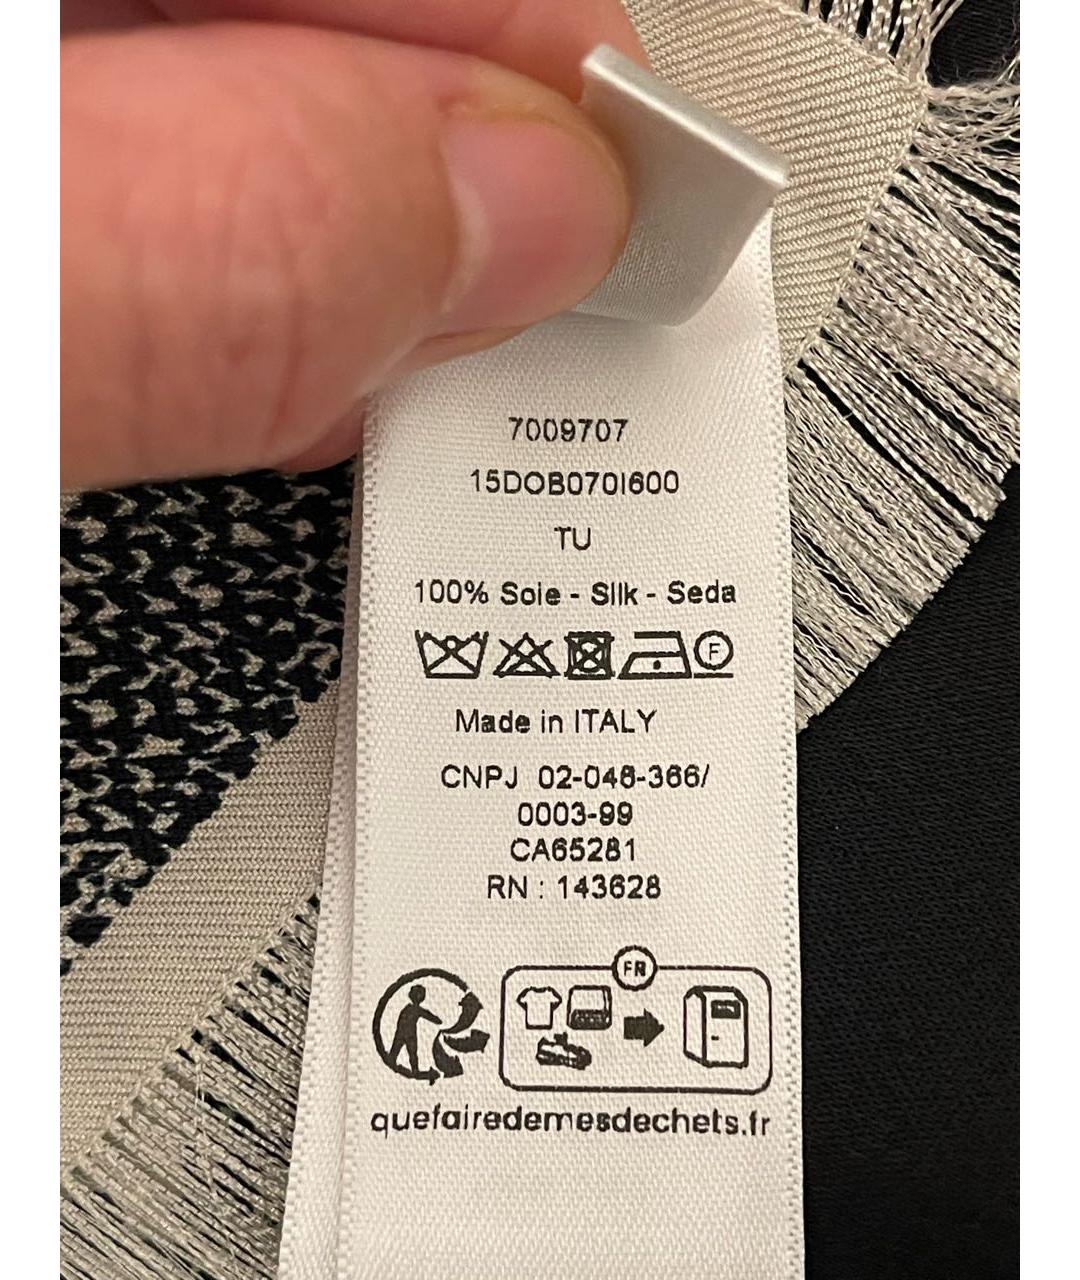 7009707
15DOB070I600
TU
100% Soie - Silk - Seda
F
Made in ITALY
CNPJ 02-046-366/
0003-99
CA65281
RN : 143628
FR
quefairedemesdechets.fr